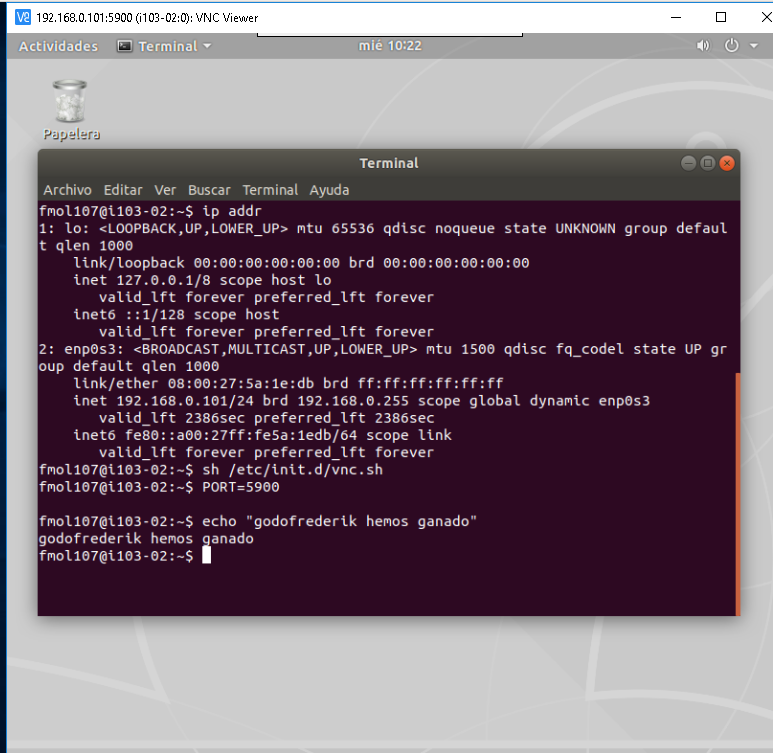 192.168.0.101:5900 (i103-02:0): VNC Viewer
Actividades Terminal mié 10:22
Papelera
Terminal
Archivo Editar Ver Buscar Terminal Ayuda
fmol107@i103-02:~$ ip addr
1: lo: <LOOPBACK,UP,LOWER_UP> mtu 65536 qdisc noqueue state UNKNOWN group defaul
t qlen 1000
    link/loopback 00:00:00:00:00:00 brd 00:00:00:00:00:00
    inet 127.0.0.1/8 scope host lo
       valid_lft forever preferred_lft forever
    inet6 ::1/128 scope host
       valid_lft forever preferred_lft forever
2: enp0s3: <BROADCAST,MULTICAST,UP,LOWER_UP> mtu 1500 qdisc fq_codel state UP gr
oup default qlen 1000
    link/ether 08:00:27:5a:1e:db brd ff:ff:ff:ff:ff:ff
    inet 192.168.0.101/24 brd 192.168.0.255 scope global dynamic enp0s3
       valid_lft 2386sec preferred_lft 2386sec
    inet6 fe80::a00:27ff:fe5a:1edb/64 scope link
       valid_lft forever preferred_lft forever
fmol107@i103-02:~$ sh /etc/init.d/vnc.sh
fmol107@i103-02:~$ PORT=5900
fmol107@i103-02:~$ echo "godofrederik hemos ganado"
godofrederik hemos ganado
fmol107@i103-02:~$